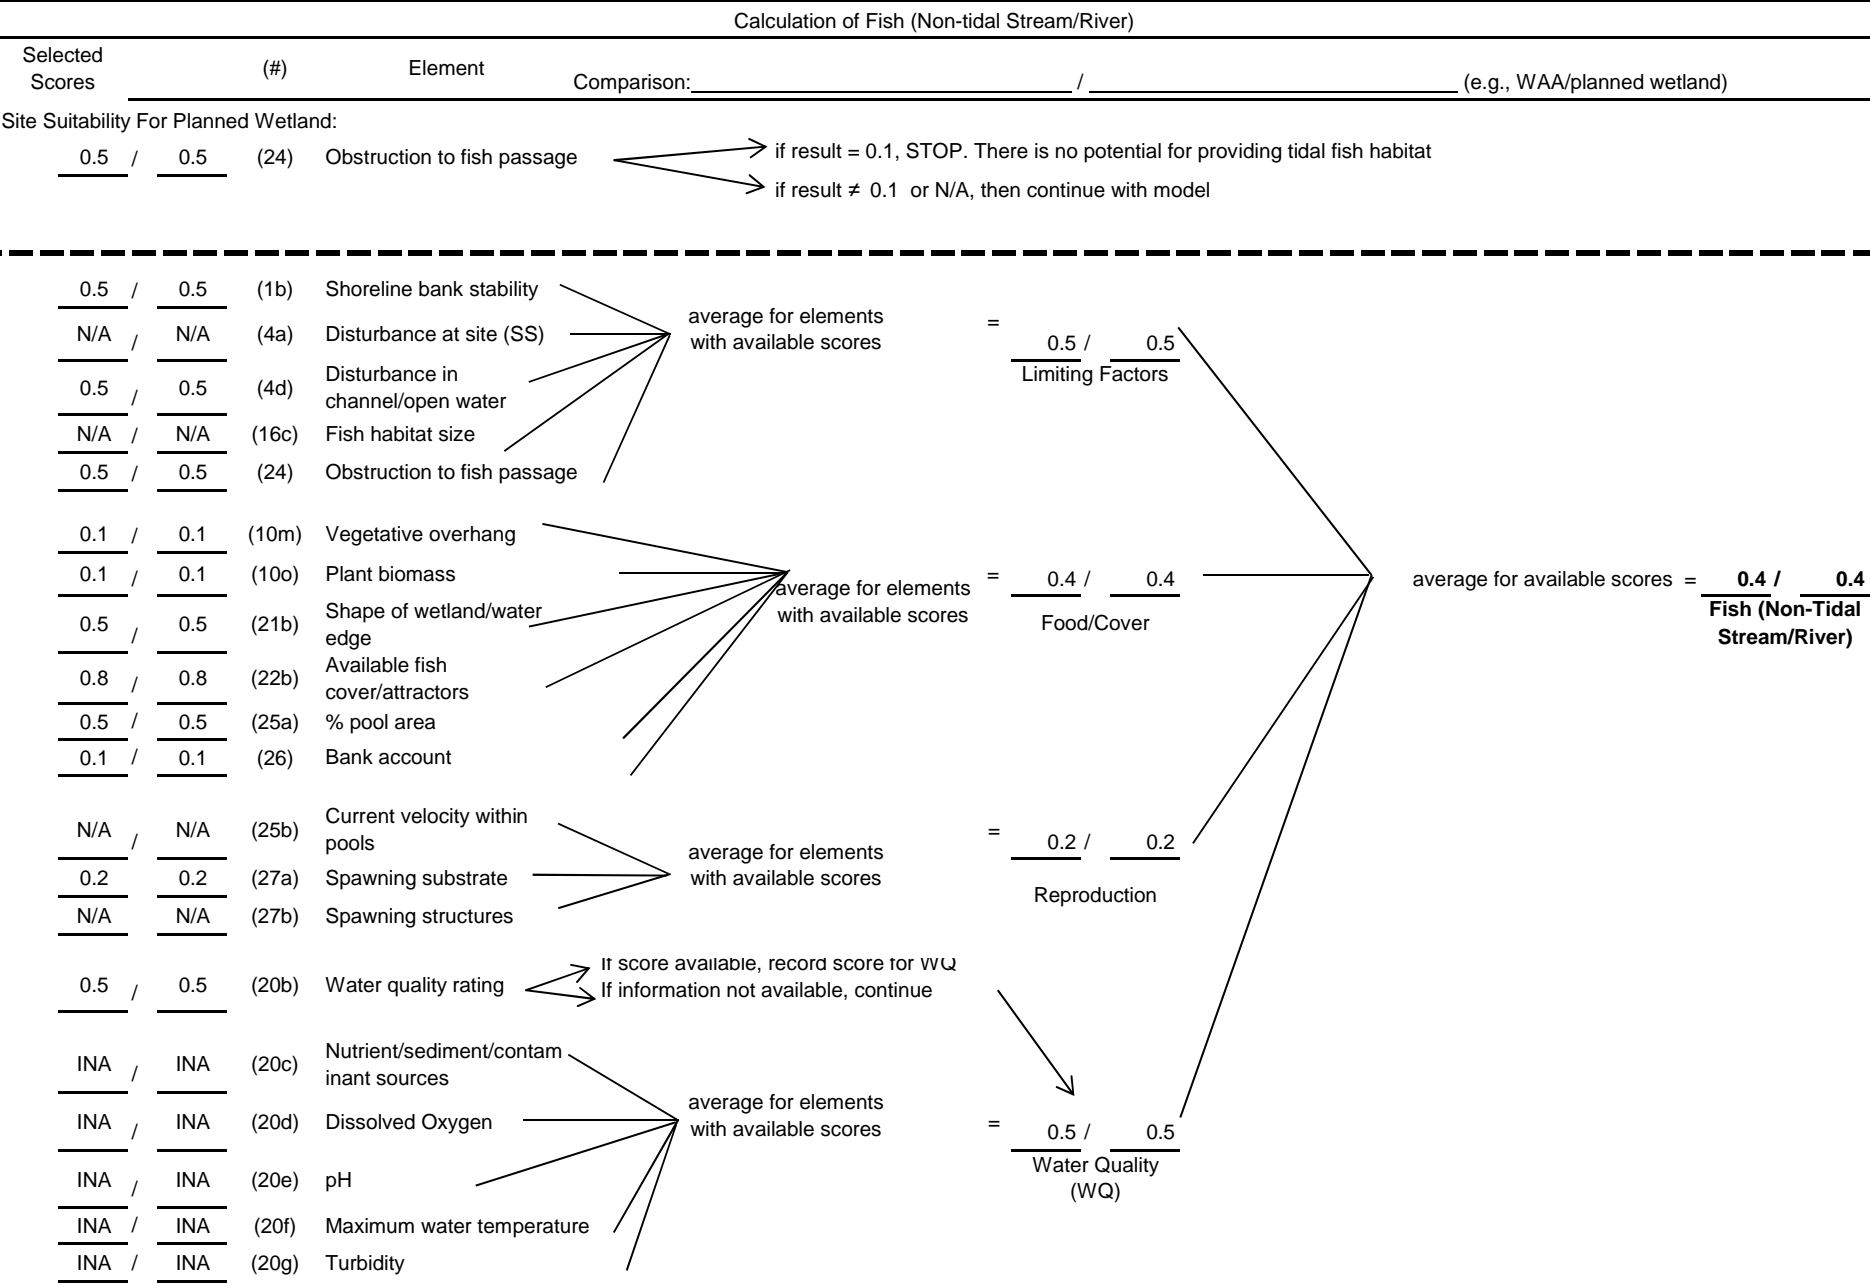 Calculation of Fish (Non-tidal Stream/River)
Selected Scores (#) Element Comparison: / (e.g., WAA/planned wetland)
Site Suitability For Planned Wetland:
0.5 / 0.5 (24) Obstruction to fish passage
if result = 0.1, STOP. There is no potential for providing tidal fish habitat
if result ≠ 0.1 or N/A, then continue with model
0.5 / 0.5 (1b) Shoreline bank stability
N/A / N/A (4a) Disturbance at site (SS)
0.5 / 0.5 (4d) Disturbance in
channel/open water
N/A / N/A (16c) Fish habitat size
0.5 / 0.5 (24) Obstruction to fish passage
average for elements
with available scores
= 0.5 / 0.5
Limiting Factors
0.1 / 0.1 (10m) Vegetative overhang
0.1 / 0.1 (10o) Plant biomass
0.5 / 0.5 (21b) Shape of wetland/water
edge
0.8 / 0.8 (22b) Available fish
cover/attractors
0.5 / 0.5 (25a) % pool area
0.1 / 0.1 (26) Bank account
average for elements
with available scores
= 0.4 / 0.4
Food/Cover
average for available scores = 0.4 / 0.4
Fish (Non-Tidal
Stream/River)
N/A / N/A (25b) Current velocity within
pools
0.2 0.2 (27a) Spawning substrate
N/A N/A (27b) Spawning structures
average for elements
with available scores
= 0.2 / 0.2
Reproduction
0.5 / 0.5 (20b) Water quality rating
If score available, record score for WQ
If information not available, continue
INA / INA (20c) Nutrient/sediment/contam
inant sources
INA / INA (20d) Dissolved Oxygen
INA / INA (20e) pH
INA / INA (20f) Maximum water temperature
INA / INA (20g) Turbidity
average for elements
with available scores
= 0.5 / 0.5
Water Quality
(WQ)